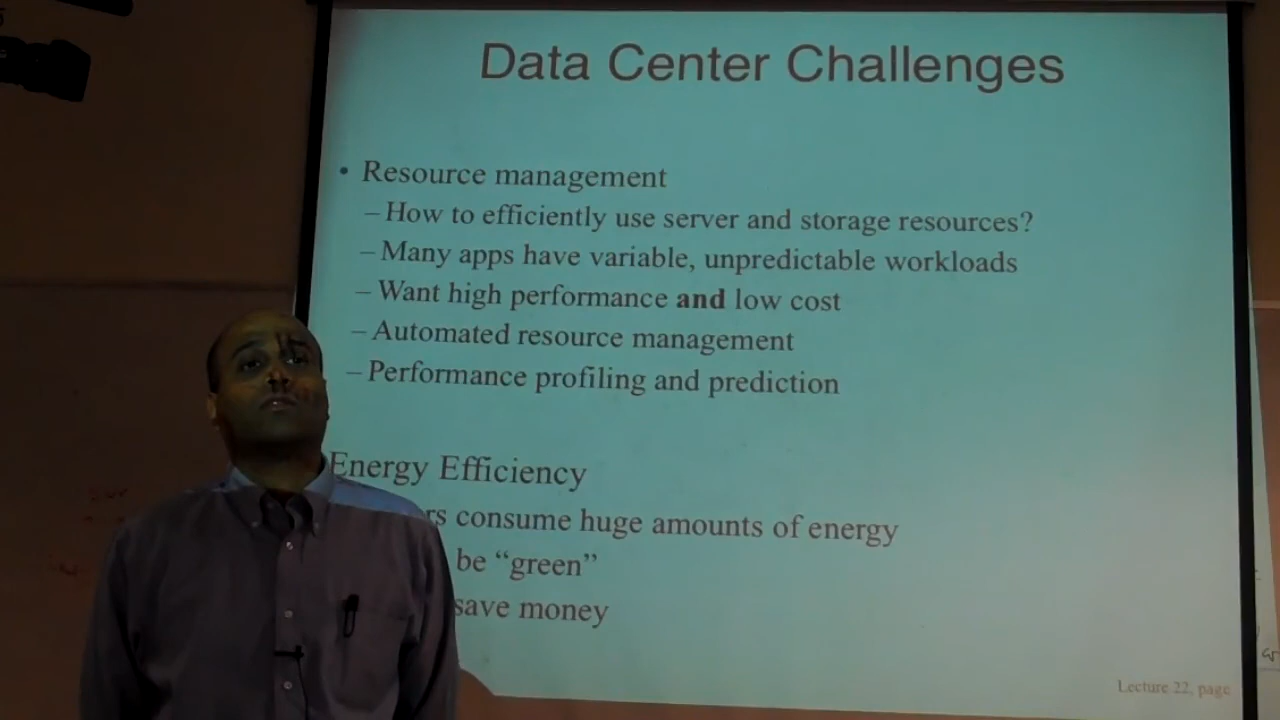 Data Center Challenges
• Resource management
– How to efficiently use server and storage resources?
– Many apps have variable, unpredictable workloads
– Want high performance and low cost
– Automated resource management
– Performance profiling and prediction
Energy Efficiency
consume huge amounts of energy
be “green”
save money
Lecture 22, page